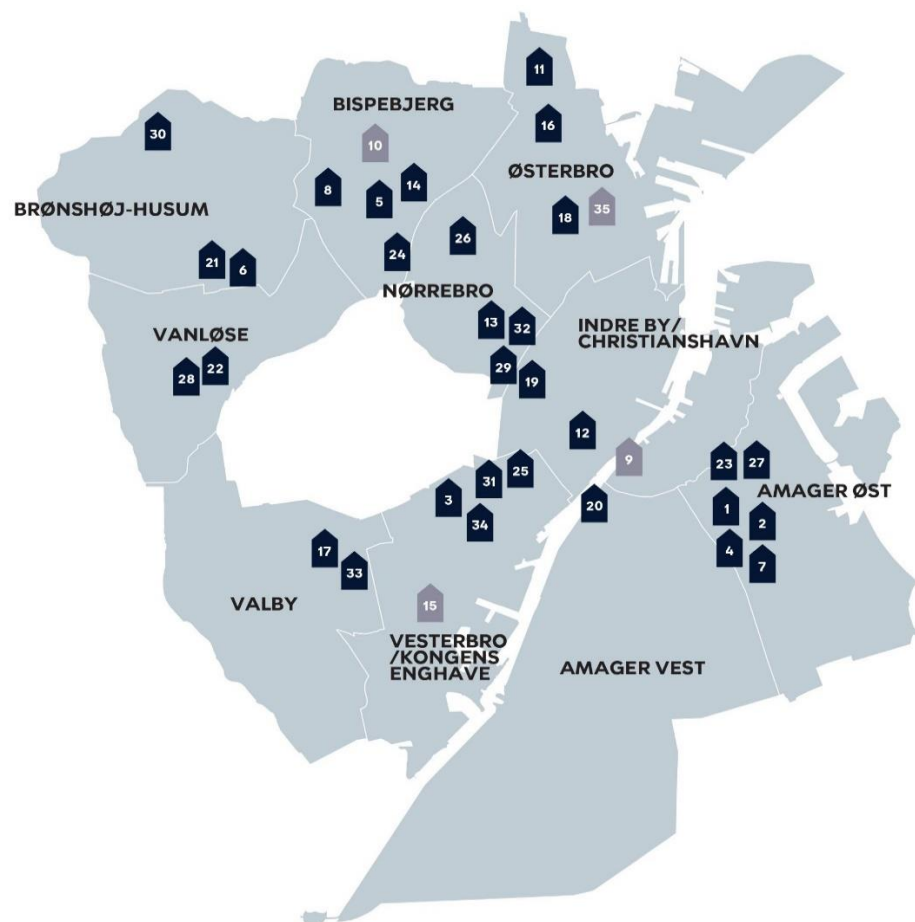 11
BISPEBJERG
16
30
10
ØSTERBRO
14
8
5
35
BRØNSHØJ-HUSUM
18
26
24
21
6
NØRREBRO
13
32
INDRE BY/
CHRISTIANSHAVN
VANLØSE
29
22
28
19
12
9
23
27
25
31
AMAGER ØST
3
20
1
34
2
17
4
7
33
VALBY
15
VESTERBRO
/KONGENS
ENGHAVE
AMAGER VEST